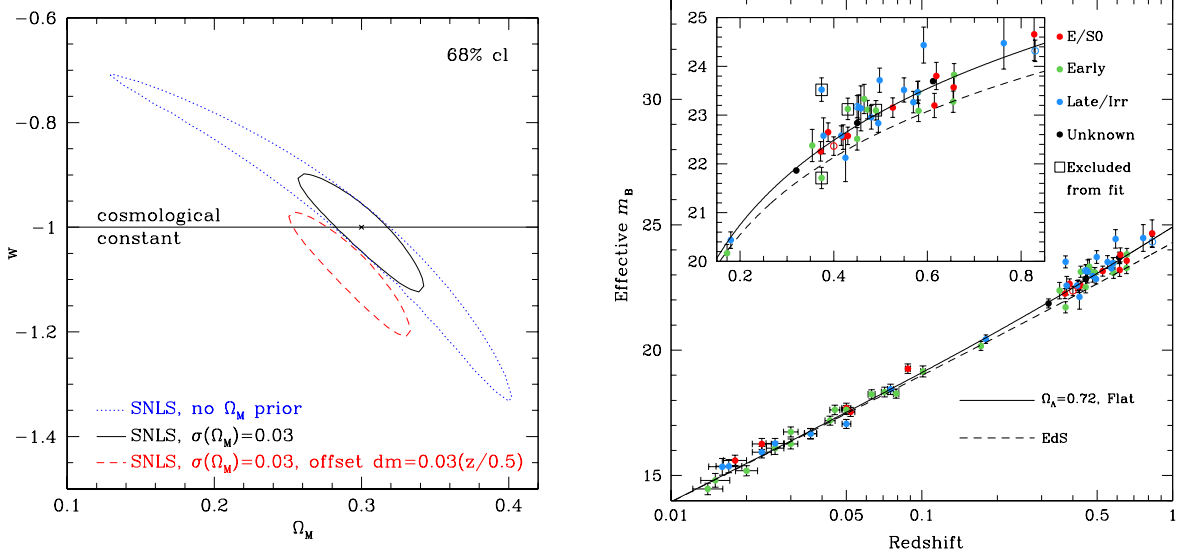 68% cl
−0.6
−0.8
−1
−1.2
−1.4
w
cosmological
constant
SNLS, no Ω_M prior
SNLS, σ(Ω_M)=0.03
SNLS, σ(Ω_M)=0.03, offset dm=0.03(z/0.5)
0.1
0.2
0.3
0.4
Ω_M
25
24
23
22
21
20
0.2
0.4
0.6
0.8
E/S0
Early
Late/Irr
Unknown
Excluded
from fit
30
25
20
15
Effective m_B
Ω_Λ=0.72, Flat
EdS
0.01
0.05
0.1
0.5
1
Redshift